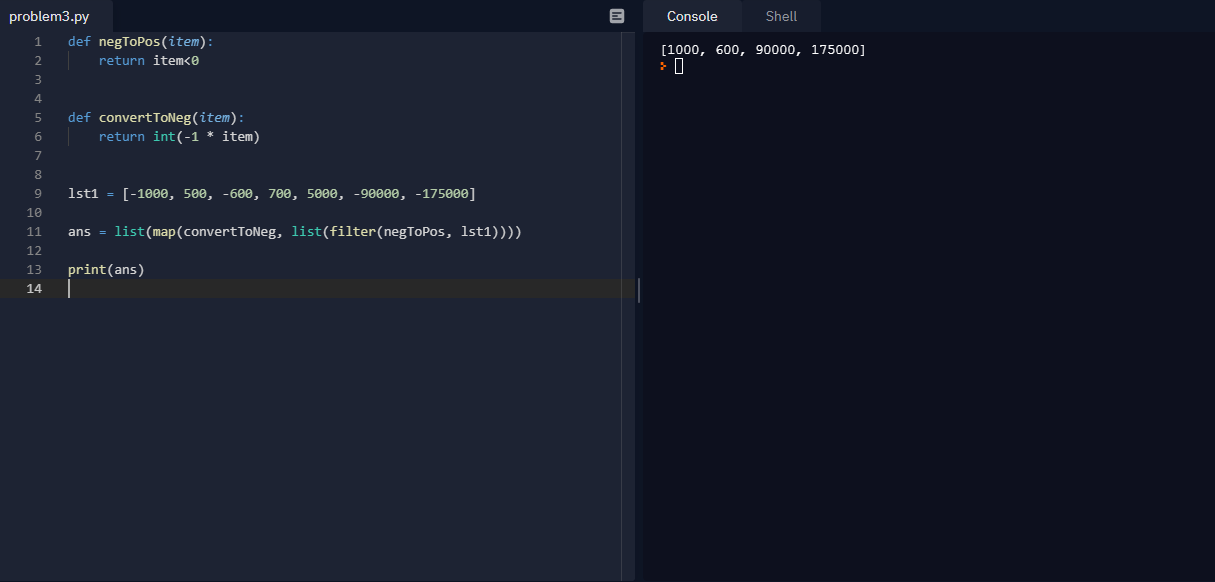 problem3.py
1 def negToPos(item):
2     return item<0
3
4
5 def convertToNeg(item):
6     return int(-1 * item)
7
8
9 lst1 = [-1000, 500, -600, 700, 5000, -90000, -175000]
10
11 ans = list(map(convertToNeg, list(filter(negToPos, lst1))))
12
13 print(ans)
14
Console Shell
[1000, 600, 90000, 175000]